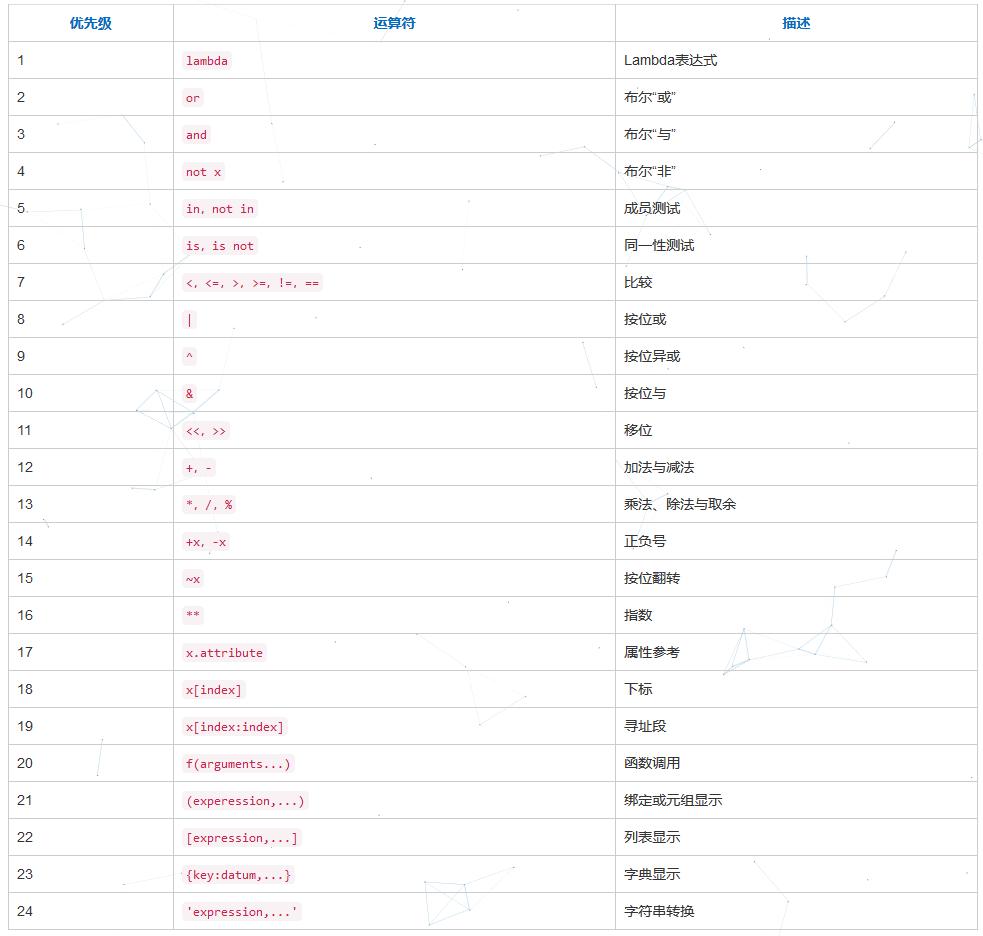 优先级 运算符 描述
1 lambda Lambda表达式
2 or 布尔“或”
3 and 布尔“与”
4 not x 布尔“非”
5 in, not in 成员测试
6 is, is not 同一性测试
7 <, <=, >, >=, !=, == 比较
8 | 按位或
9 ^ 按位异或
10 & 按位与
11 <<, >> 移位
12 +, - 加法与减法
13 *, /, % 乘法、除法与取余
14 +x, -x 正负号
15 ~x 按位翻转
16 ** 指数
17 x.attribute 属性参考
18 x[index] 下标
19 x[index:index] 寻址段
20 f(arguments...) 函数调用
21 (experession,...) 绑定或元组显示
22 [expression,...] 列表显示
23 {key:datum,...} 字典显示
24 'expression,...' 字符串转换